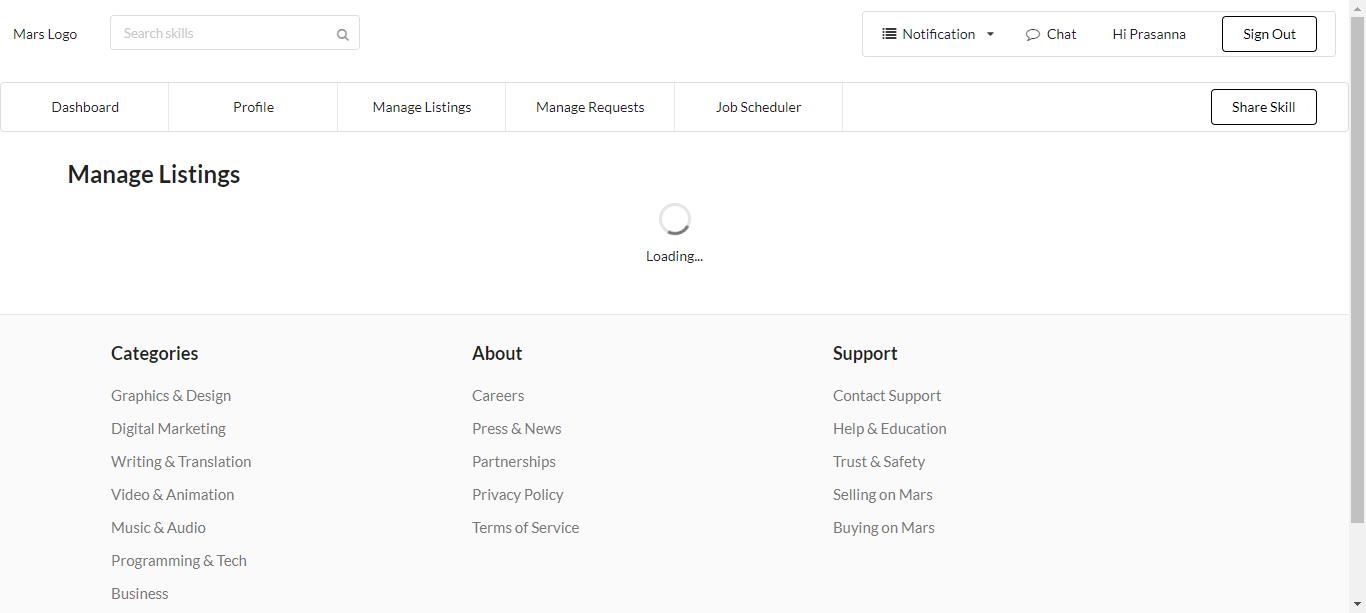 Mars Logo
Search skills
Notification
Chat
Hi Prasanna
Sign Out
Dashboard
Profile
Manage Listings
Manage Requests
Job Scheduler
Share Skill
Manage Listings
Loading...
Categories
Graphics & Design
Digital Marketing
Writing & Translation
Video & Animation
Music & Audio
Programming & Tech
Business
About
Careers
Press & News
Partnerships
Privacy Policy
Terms of Service
Support
Contact Support
Help & Education
Trust & Safety
Selling on Mars
Buying on Mars